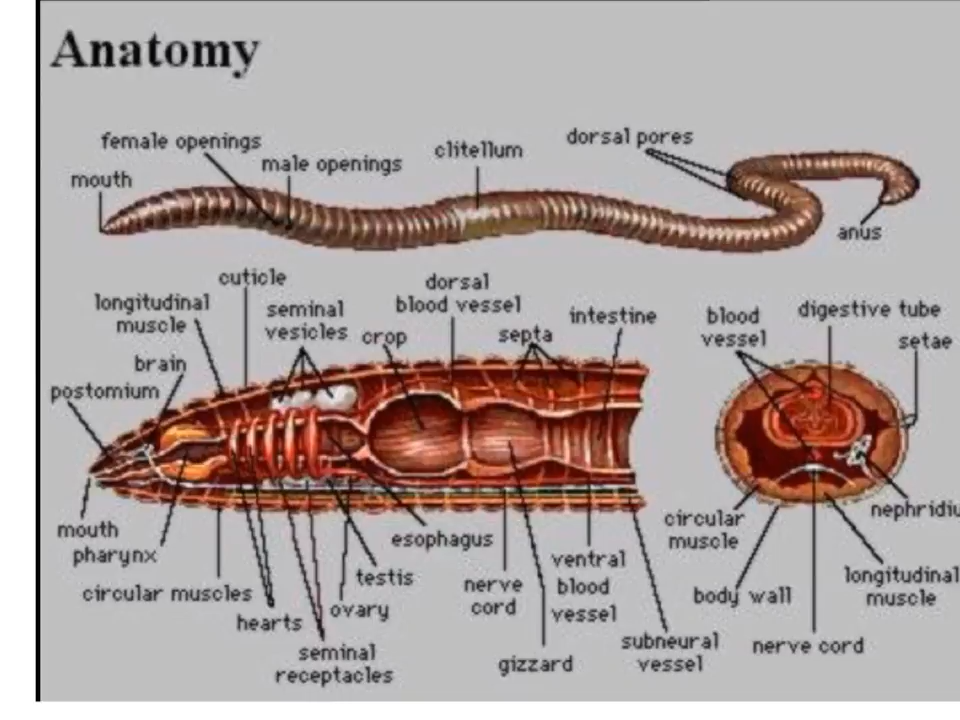 Anatomy
female openings
male openings
clitellum
dorsal pores
mouth
anus
cuticle
longitudinal
muscle
seminal
vesicles
crop
dorsal
blood vessel
septa
intestine
blood
vessel
digestive tube
setae
brain
postomium
mouth
pharynx
circular muscles
hearts
seminal
receptacles
ovary
testis
esophagus
nerve
cord
gizzard
ventral
blood
vessel
subneural
vessel
circular
muscle
body wall
nerve cord
longitudinal
muscle
nephridiu